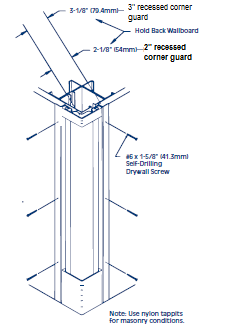 3-1/8" (79.4mm) 3" recessed corner
guard
Hold Back Wallboard
2-1/8" (54mm) 2" recessed
corner guard
#6 x 1-5/8" (41.3mm)
Self-Drilling
Drywall Screw
Note: Use nylon tappits
for masonry conditions.